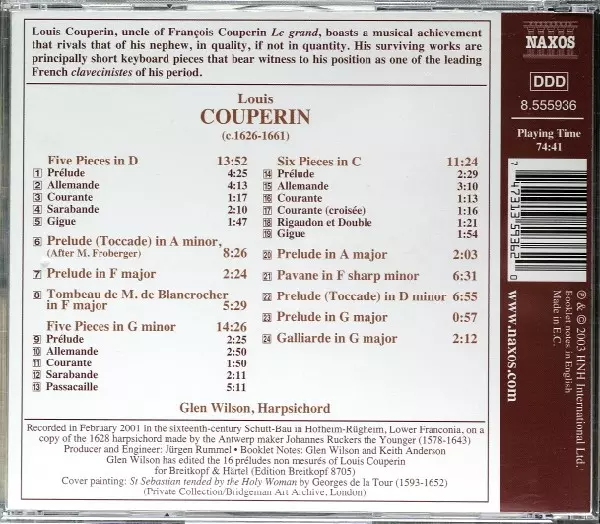 Louis Couperin, uncle of François Couperin Le grand, boasts a musical achievement
that rivals that of his nephew, in quality, if not in quantity. His surviving works are
principally short keyboard pieces that bear witness to his position as one of the leading
French clavecinistes of his period.
NAXOS
DDD
8.555936
Playing Time
74:41
Louis
COUPERIN
(c.1626-1661)
Five Pieces in D 13:52
1 Prélude 4:25
2 Allemande 4:13
3 Courante 1:17
4 Sarabande 2:10
5 Gigue 1:47
6 Prelude (Toccade) in A minor,
(After M. Froberger) 8:26
7 Prelude in F major 2:24
8 Tombeau de M. de Blancrocher
in F major 5:29
Five Pieces in G minor 14:26
9 Prélude 2:25
10 Allemande 2:50
11 Courante 1:50
12 Sarabande 2:11
13 Passacaille 5:11
Six Pieces in C 11:24
14 Prélude 2:29
15 Allemande 3:10
16 Courante 1:13
17 Courante (croisée) 1:16
18 Rigaudon et Double 1:21
19 Gigue 1:54
20 Prelude in A major 2:03
21 Pavane in F sharp minor 6:31
22 Prelude (Toccade) in D minor 6:55
23 Prelude in G major 0:57
24 Galliarde in G major 2:12
Glen Wilson, Harpsichord
Recorded in February 2001 in the sixteenth-century Schütt-Bau in Hofheim-Rügheim, Lower Franconia, on a
copy of the 1628 harpsichord made by the Antwerp maker Johannes Ruckers the Younger (1578-1643)
Producer and Engineer: Jürgen Rummel • Booklet Notes: Glen Wilson and Keith Anderson
Glen Wilson has edited the 16 préludes non mesurés of Louis Couperin
for Breitkopf & Härtel (Edition Breitkopf 8705)
Cover painting: St Sebastian tended by the Holy Woman by Georges de la Tour (1593-1652)
(Private Collection/Bridgeman Art Archive, London)
7 47313 59362 0
www.naxos.com
℗ & © 2003 HNH International Ltd.
Booklet notes in English
Made in E.C.